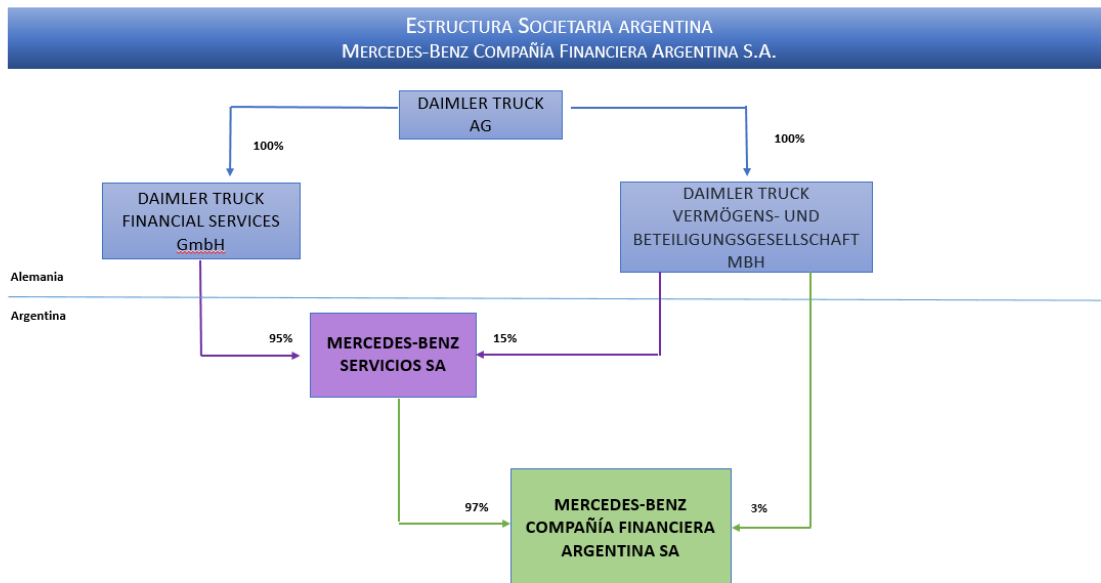 ESTRUCTURA SOCIETARIA ARGENTINA
MERCEDES-BENZ COMPAÑÍA FINANCIERA ARGENTINA S.A.
DAIMLER TRUCK
AG
100%
100%
DAIMLER TRUCK
FINANCIAL SERVICES
GmbH
DAIMLER TRUCK
VERMÖGENS- UND
BETEILIGUNGSGESELLSCHAFT
MBH
Alemania
Argentina
95%
MERCEDES-BENZ
SERVICIOS SA
15%
97%
MERCEDES-BENZ
COMPAÑÍA FINANCIERA
ARGENTINA SA
3%